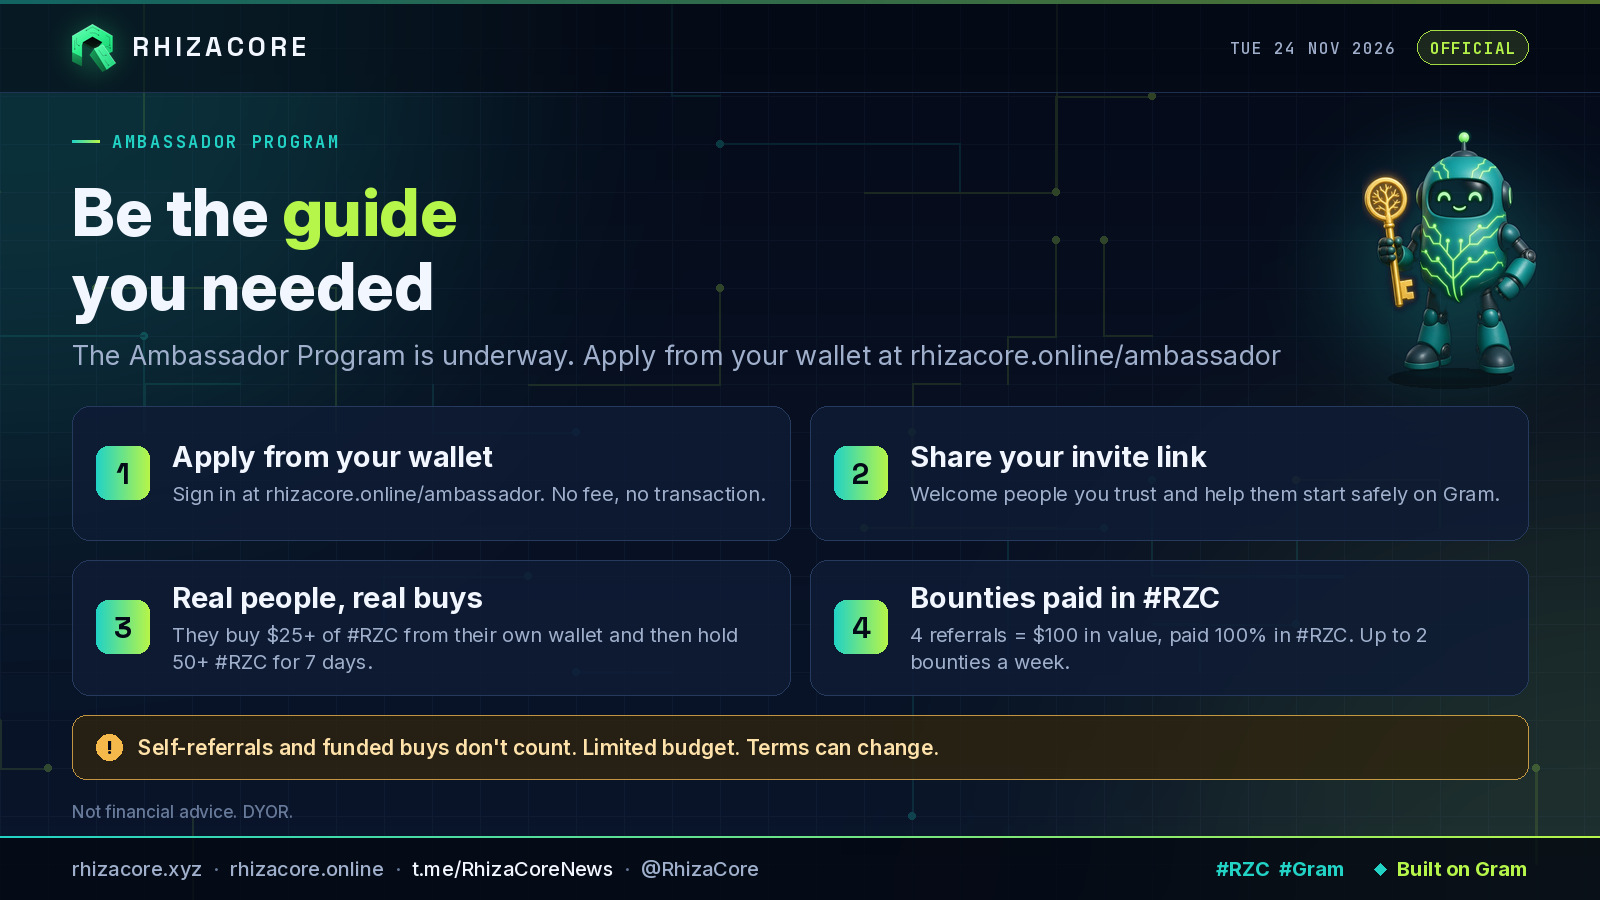 RHIZACORE
TUE 24 NOV 2026
OFFICIAL
AMBASSADOR PROGRAM
Be the guide
you needed
The Ambassador Program is underway. Apply from your wallet at rhizacore.online/ambassador
1
Apply from your wallet
Sign in at rhizacore.online/ambassador. No fee, no transaction.
2
Share your invite link
Welcome people you trust and help them start safely on Gram.
3
Real people, real buys
They buy $25+ of #RZC from their own wallet and then hold
50+ #RZC for 7 days.
4
Bounties paid in #RZC
4 referrals = $100 in value, paid 100% in #RZC. Up to 2
bounties a week.
! Self-referrals and funded buys don't count. Limited budget. Terms can change.
Not financial advice. DYOR.
rhizacore.xyz · rhizacore.online · t.me/RhizaCoreNews · @RhizaCore
#RZC #Gram ◆ Built on Gram